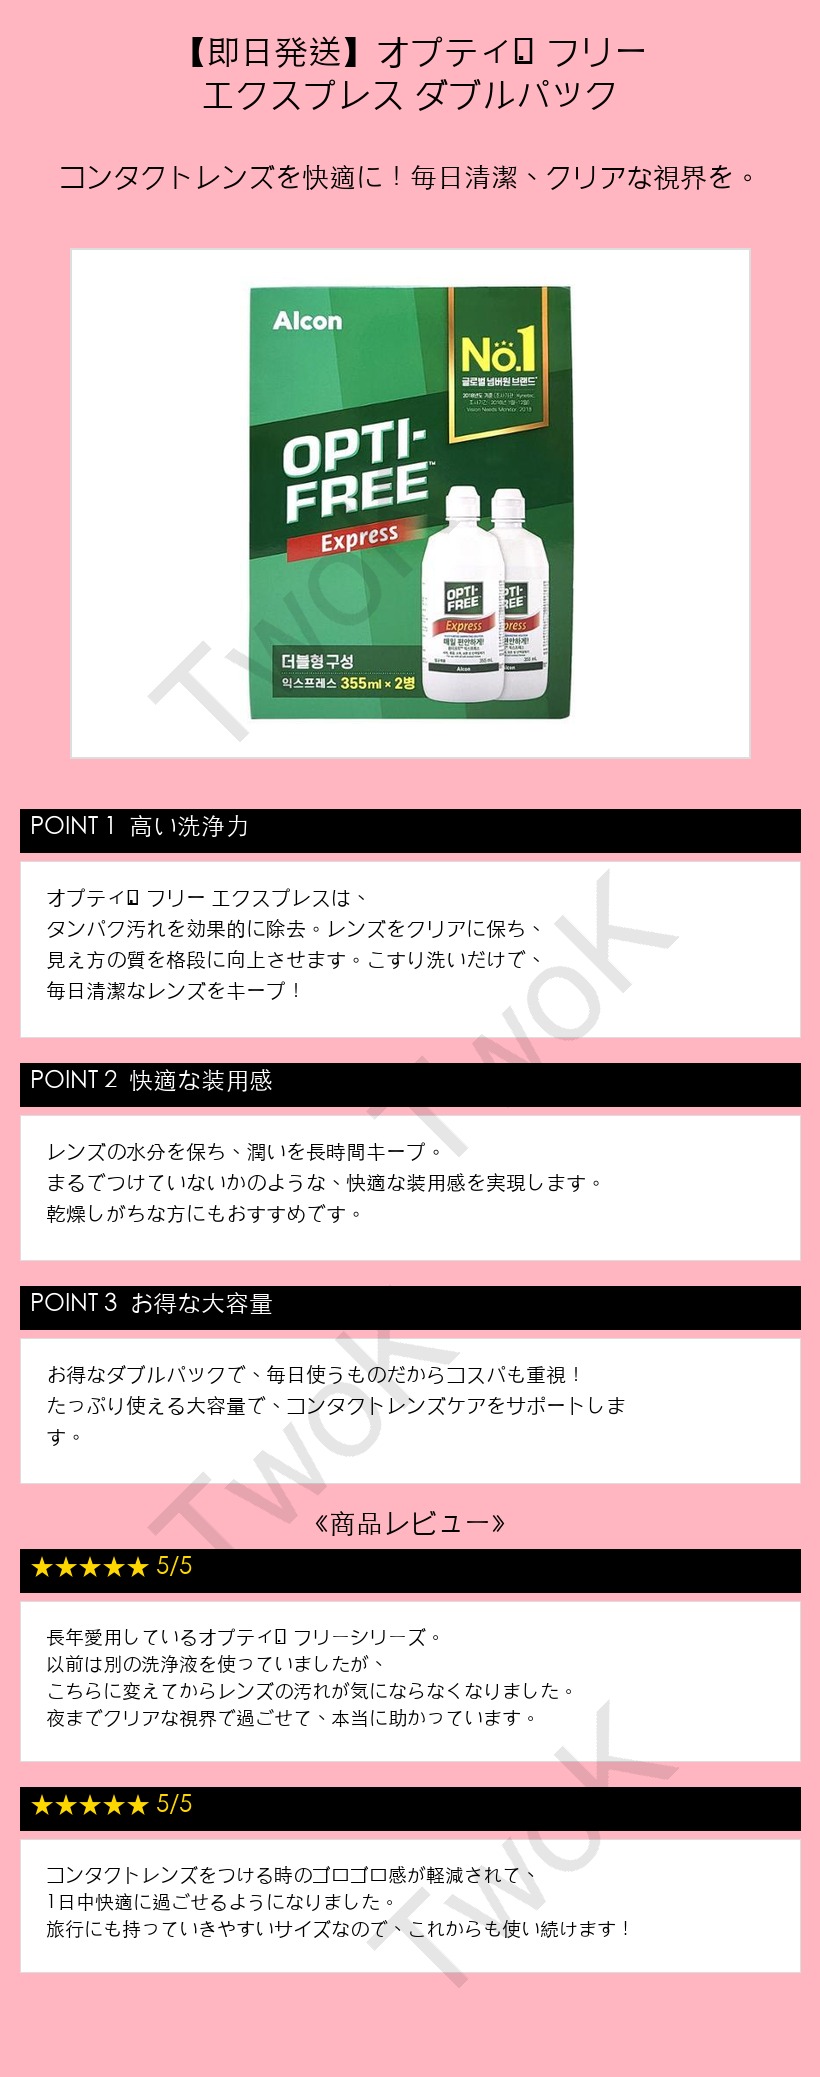 【即日発送】オプティ フリー
エクスプレス ダブルパック
コンタクトレンズを快適に！毎日清潔、クリアな視界を。
Alcon
No.1
글로벌 넘버원 브랜드*
Vision Needs Monitor, 2018
OPTI-
FREE™
Express
OPTI-
FREE
Express
매일 편안하게!
Alcon
더블형 구성
익스프레스 355ml × 2병
TwoK
POINT 1 高い洗浄力
オプティ フリー エクスプレスは、
タンパク汚れを効果的に除去。レンズをクリアに保ち、
見え方の質を格段に向上させます。こすり洗いだけで、
毎日清潔なレンズをキープ！
TwoK
POINT 2 快適な装用感
レンズの水分を保ち、潤いを長時間キープ。
まるでつけていないかのような、快適な装用感を実現します。
乾燥しがちな方にもおすすめです。
POINT 3 お得な大容量
お得なダブルパックで、毎日使うものだからコスパも重視！
たっぷり使える大容量で、コンタクトレンズケアをサポートしま
す。
TwoK
《商品レビュー》
★★★★★ 5/5
長年愛用しているオプティ フリーシリーズ。
以前は別の洗浄液を使っていましたが、
こちらに変えてからレンズの汚れが気にならなくなりました。
夜までクリアな視界で過ごせて、本当に助かっています。
★★★★★ 5/5
コンタクトレンズをつける時のゴロゴロ感が軽減されて、
1日中快適に過ごせるようになりました。
旅行にも持っていきやすいサイズなので、これからも使い続けます！
TwoK